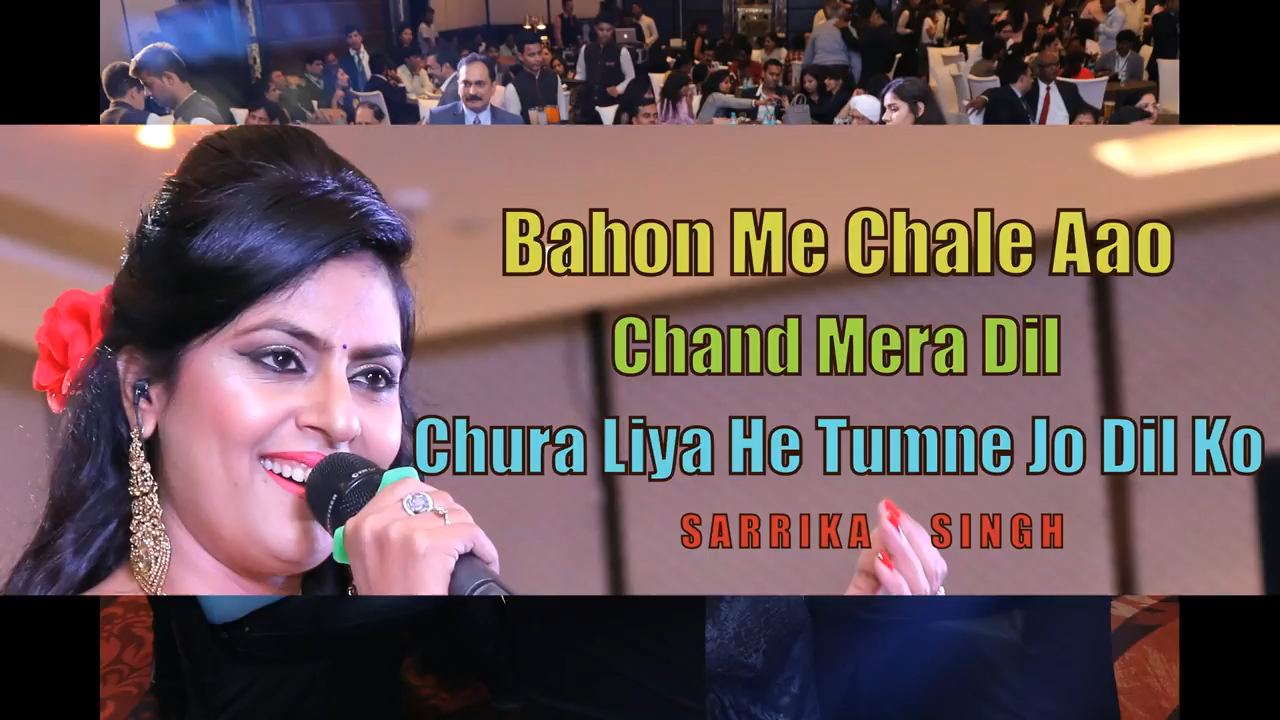 Bahon Me Chale Aao
Chand Mera Dil
Chura Liya He Tumne Jo Dil Ko
SARRIKA SINGH